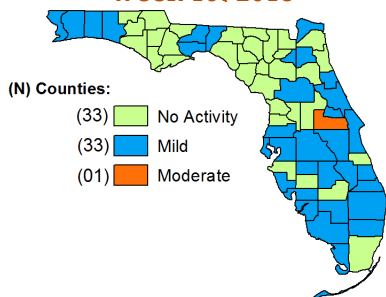 (N) Counties:
(33) No Activity
(33) Mild
(01) Moderate